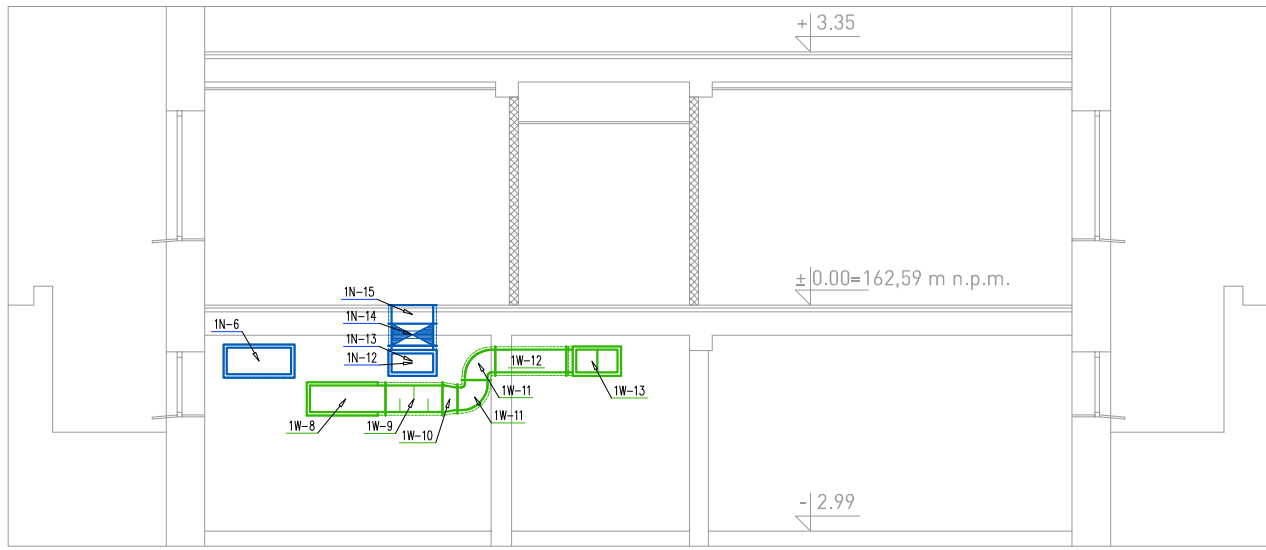 + 3.35
± 0.00=162,59 m n.p.m.
1N-15
1N-14
1N-6
1N-13
1N-12
1W-12
1W-11
1W-13
1W-8
1W-9
1W-10
1W-11
- 2.99